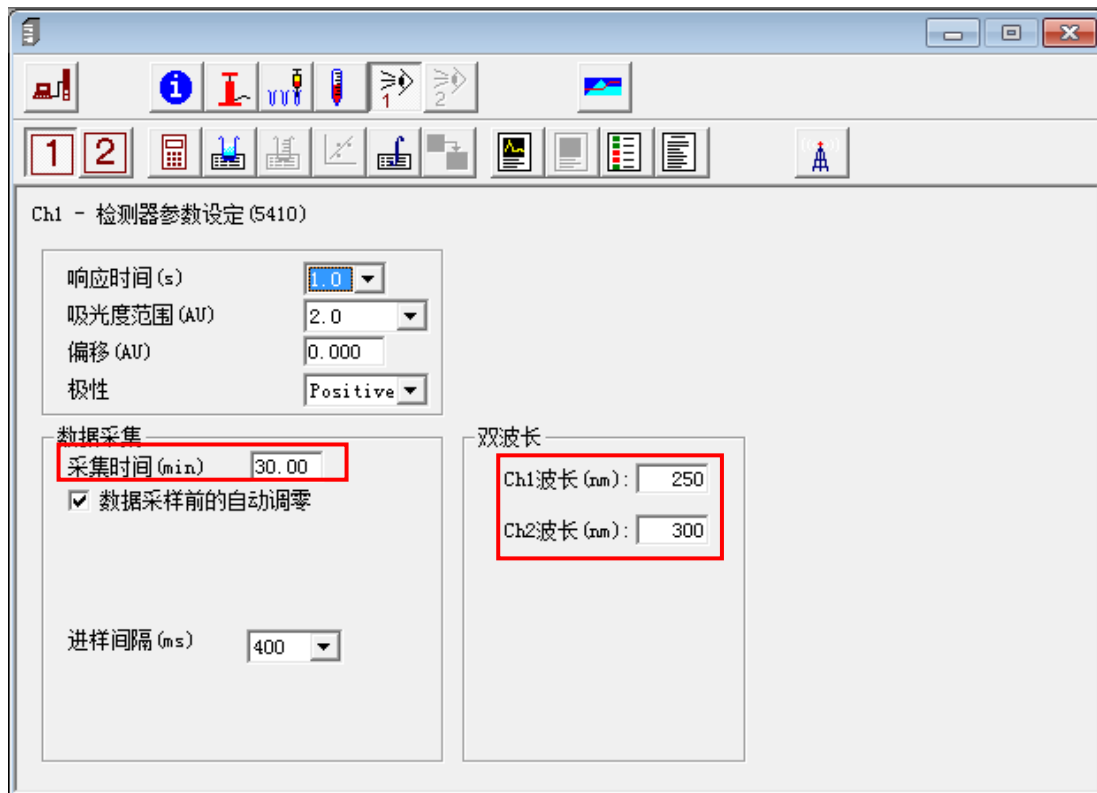 1
2
1
2
Ch1 - 检测器参数设定(5410)
响应时间(s) 1.0
吸光度范围(AU) 2.0
偏移(AU) 0.000
极性 Positive
数据采集
采集时间(min) 30.00
数据采样前的自动调零
进样间隔(ms) 400
双波长
Ch1波长(nm): 250
Ch2波长(nm): 300